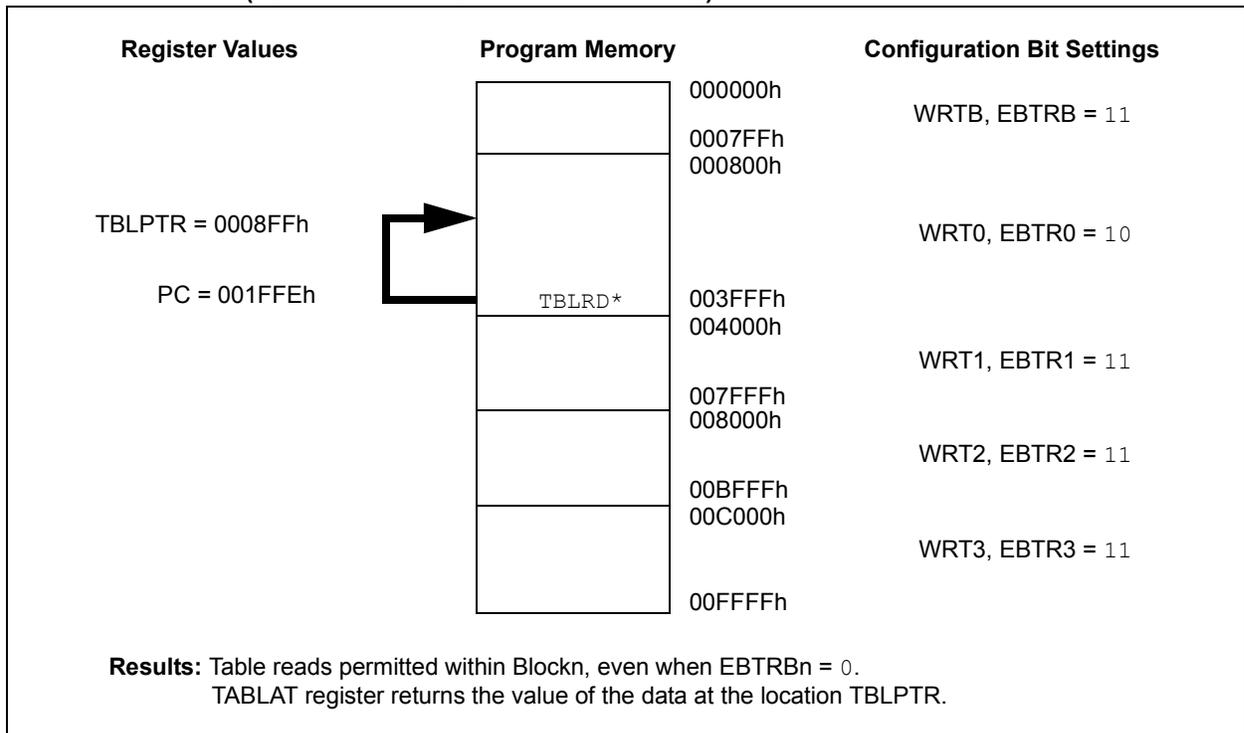 Register Values Program Memory Configuration Bit Settings
000000h
WRTB, EBTRB = 11
0007FFh
000800h
TBLPTR = 0008FFh
WRT0, EBTR0 = 10
PC = 001FFEh
TBLRD*
003FFFh
004000h
WRT1, EBTR1 = 11
007FFFh
008000h
WRT2, EBTR2 = 11
00BFFFh
00C000h
WRT3, EBTR3 = 11
00FFFFh
Results: Table reads permitted within Blockn, even when EBTRBn = 0.
TABLAT register returns the value of the data at the location TBLPTR.